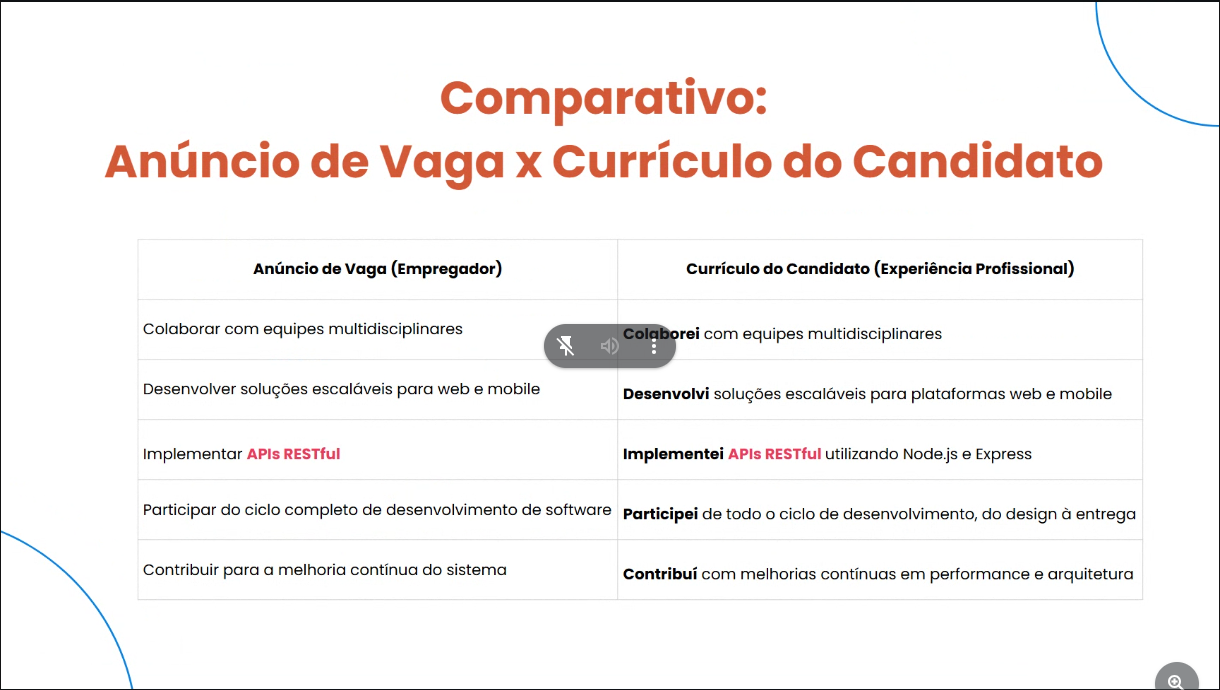 Comparativo:
Anúncio de Vaga x Currículo do Candidato
Anúncio de Vaga (Empregador)
Currículo do Candidato (Experiência Profissional)
Colaborar com equipes multidisciplinares
Colaborei com equipes multidisciplinares
Desenvolver soluções escaláveis para web e mobile
Desenvolvi soluções escaláveis para plataformas web e mobile
Implementar APIs RESTful
Implementei APIs RESTful utilizando Node.js e Express
Participar do ciclo completo de desenvolvimento de software
Participei de todo o ciclo de desenvolvimento, do design à entrega
Contribuir para a melhoria contínua do sistema
Contribuí com melhorias contínuas em performance e arquitetura